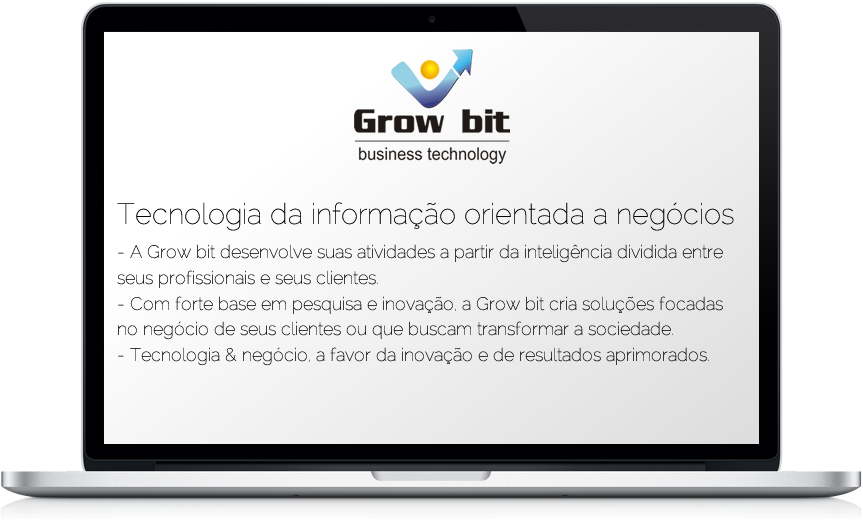 Grow bit
business technology
Tecnologia da informação orientada a negócios
- A Grow bit desenvolve suas atividades a partir da inteligência dividida entre
seus profissionais e seus clientes.
- Com forte base em pesquisa e inovação, a Grow bit cria soluções focadas
no negócio de seus clientes ou que buscam transformar a sociedade.
- Tecnologia & negócio, a favor da inovação e de resultados aprimorados.